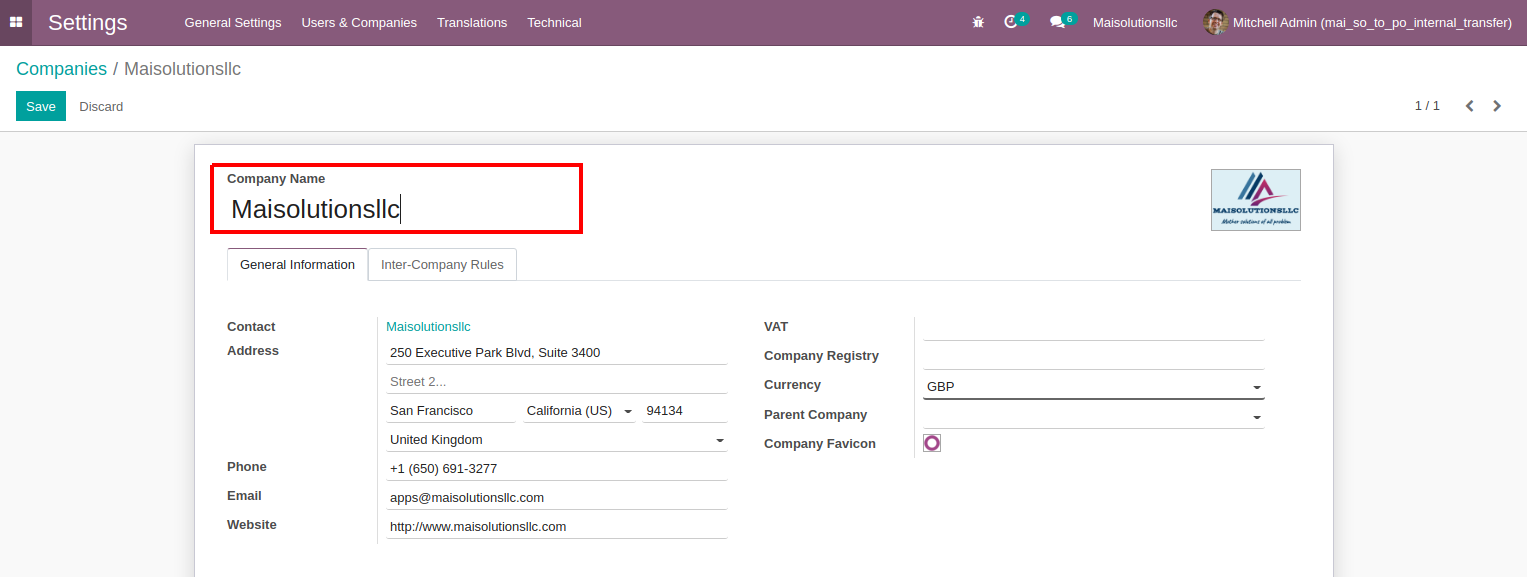 Settings General Settings Users & Companies Translations Technical 4 6 Maisolutionsllc Mitchell Admin (mai_so_to_po_internal_transfer)
Companies / Maisolutionsllc
Save Discard 1 / 1
Company Name
Maisolutionsllc
MAISOLUTIONSLLC
Mother solutions of all problem.
General Information Inter-Company Rules
Contact Maisolutionsllc VAT
Address 250 Executive Park Blvd, Suite 3400 Company Registry
Street 2... Currency GBP
San Francisco California (US) 94134 Parent Company
United Kingdom Company Favicon
Phone +1 (650) 691-3277
Email apps@maisolutionsllc.com
Website http://www.maisolutionsllc.com